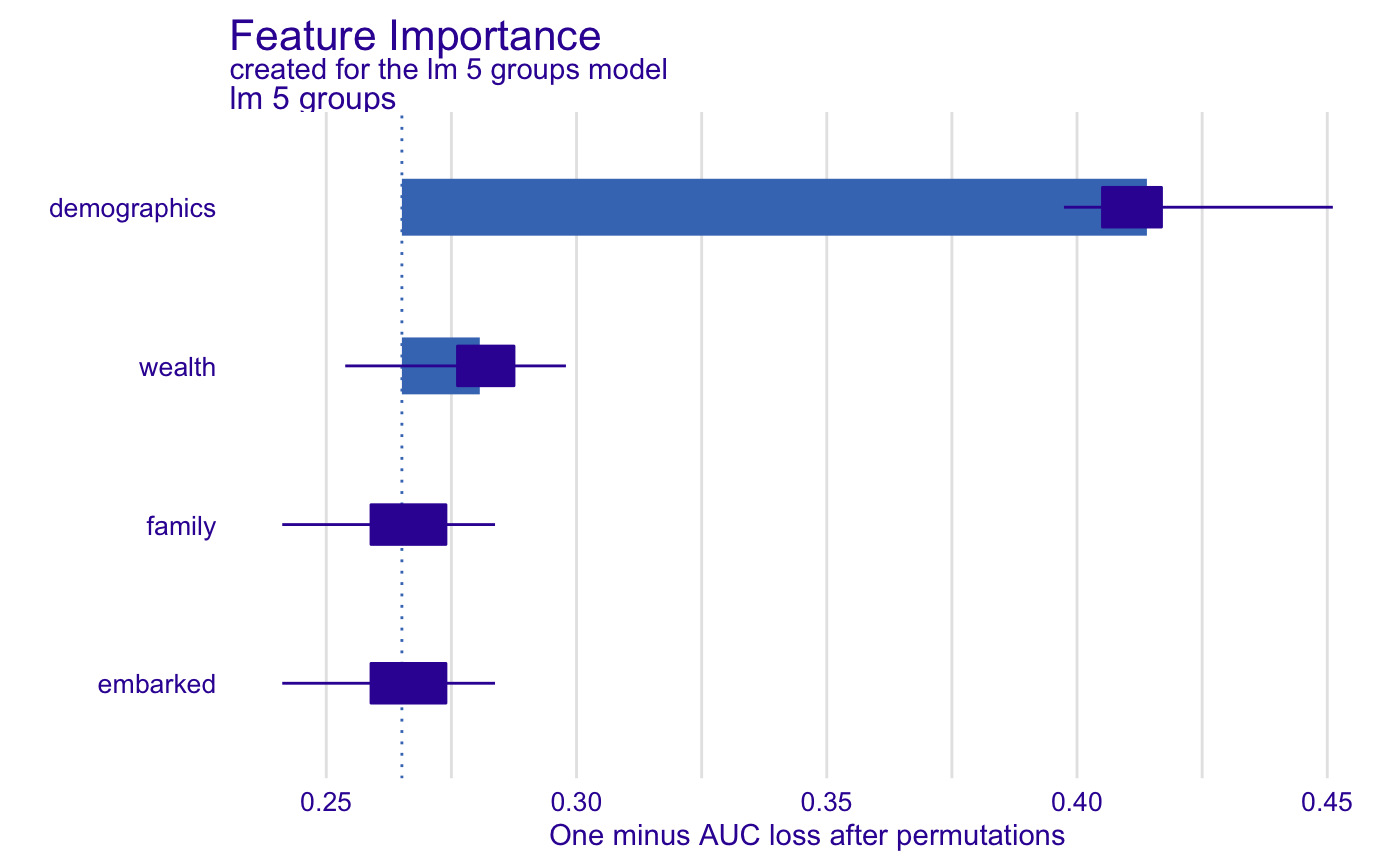 Feature Importance
created for the lm 5 groups model
lm 5 groups
demographics
wealth
family
embarked
0.25 0.30 0.35 0.40 0.45
One minus AUC loss after permutations